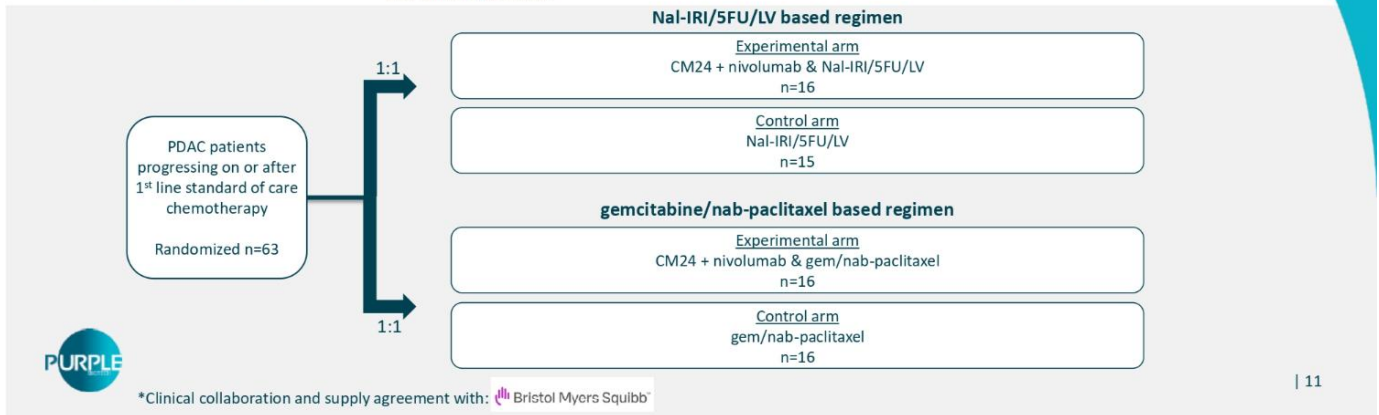 Nal-IRI/5FU/LV based regimen
Experimental arm
CM24 + nivolumab & Nal-IRI/5FU/LV
n=16
1:1
Control arm
Nal-IRI/5FU/LV
n=15
PDAC patients
progressing on or after
1st line standard of care
chemotherapy
Randomized n=63
gemcitabine/nab-paclitaxel based regimen
Experimental arm
CM24 + nivolumab & gem/nab-paclitaxel
n=16
1:1
Control arm
gem/nab-paclitaxel
n=16
PURPLE
| 11
*Clinical collaboration and supply agreement with: Bristol Myers Squibb™